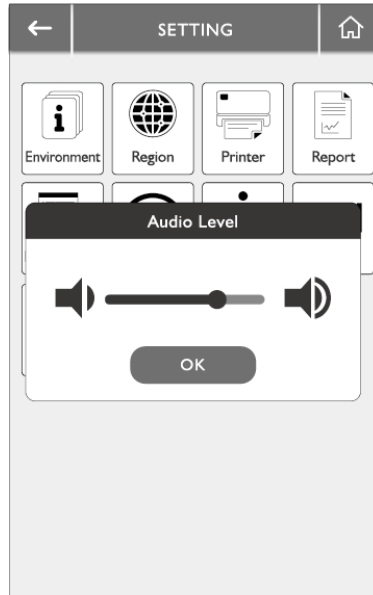 SETTING
Environment
Region
Printer
Report
Audio Level
OK